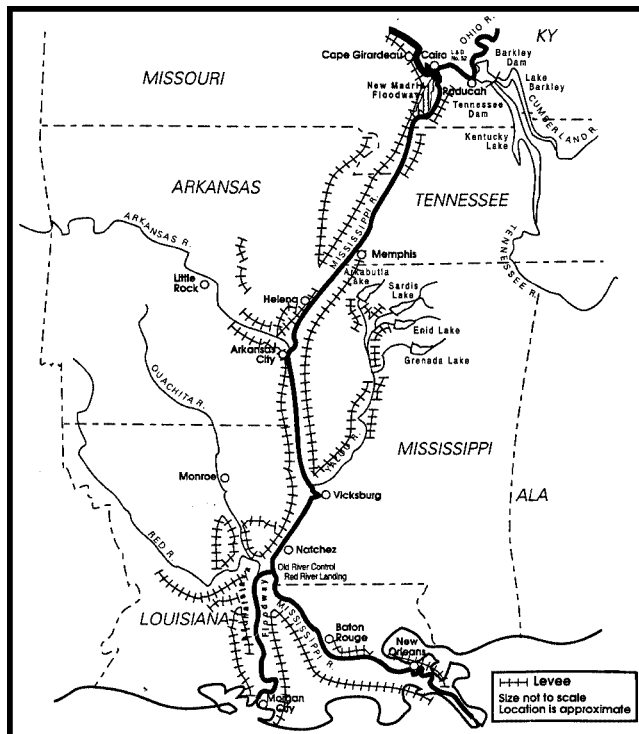 OHIO R.
KY
Cape Girardeau
Cairo
L&D
No. 52
Barkley
Dam
MISSOURI
New Madrid
Floodway
Paducah
Lake
Barkley
Tennessee
Dam
CUMBERLAND R.
Kentucky
Lake
ARKANSAS
MISSISSIPPI R.
TENNESSEE
TENNESSEE R.
ARKANSAS R.
Memphis
Arkabutla
Lake
Little
Rock
Sardis
Lake
Helena
Enid Lake
Arkansas
City
Grenada Lake
OUACHITA R.
YAZOO R.
MISSISSIPPI
Monroe
ALA
Vicksburg
RED R.
Natchez
Old River Control
Red River Landing
LOUISIANA
Floodway
MISSISSIPPI R.
Baton
Rouge
New
Orleans
Morgan
City
Levee
Size not to scale
Location is approximate